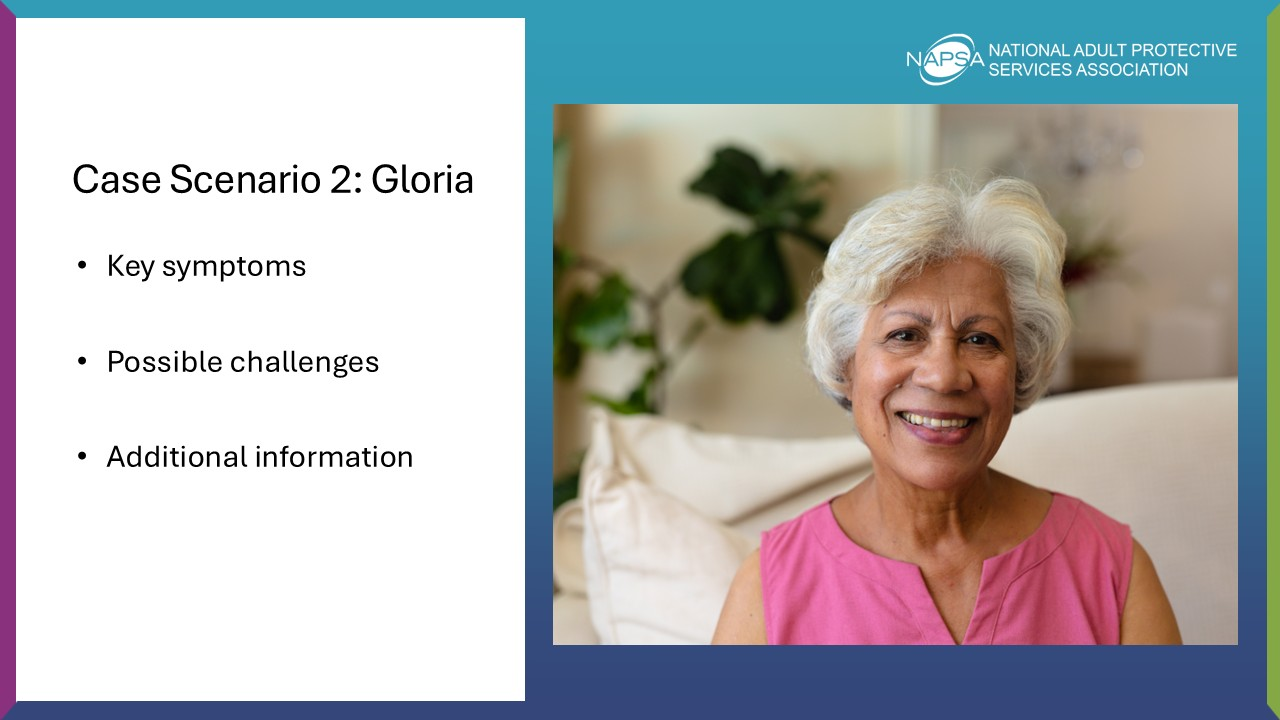 NAPSA NATIONAL ADULT PROTECTIVE
SERVICES ASSOCIATION
Case Scenario 2: Gloria
• Key symptoms
• Possible challenges
• Additional information